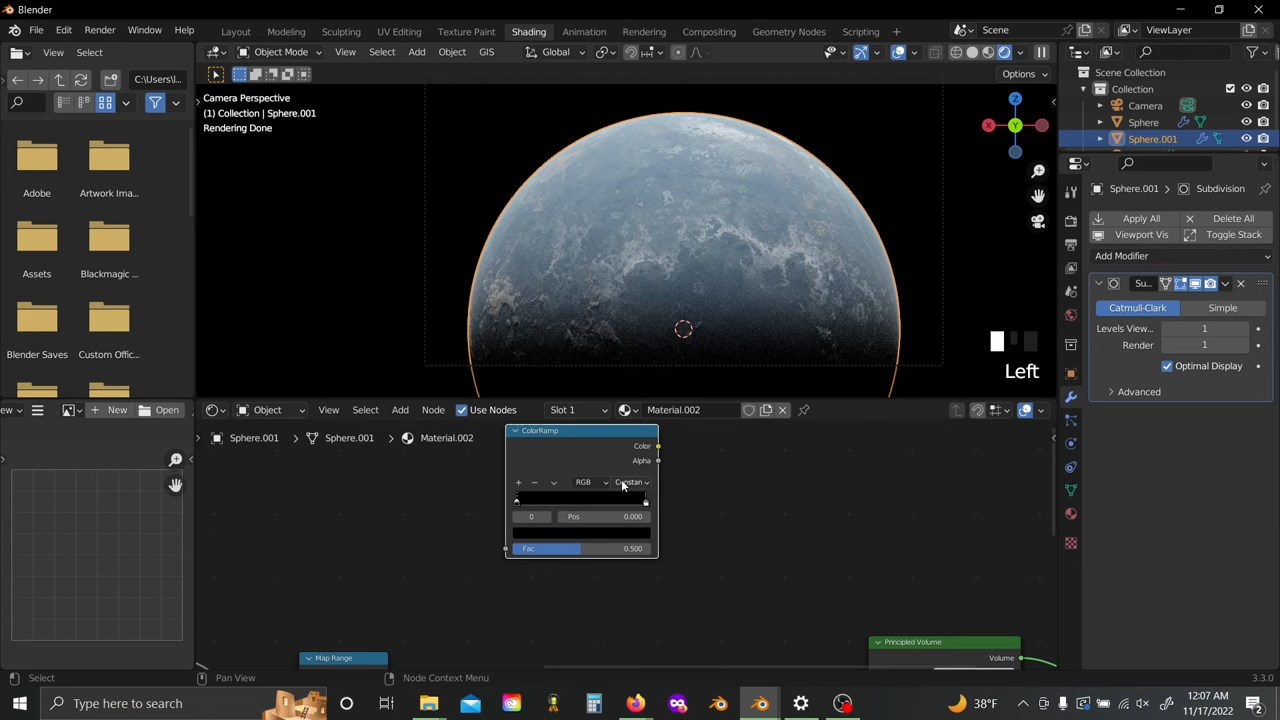 Blender
File Edit Render Window Help
Layout Modeling Sculpting UV Editing Texture Paint Shading Animation Rendering Compositing Geometry Nodes Scripting +
Scene ViewLayer
View Select
Object Mode View Select Add Object GIS Global
C:\Users\l...
Options
Camera Perspective
(1) Collection | Sphere.001
Rendering Done
Z
Y
X
Scene Collection
Collection
Camera
Sphere
Sphere.001
Adobe
Artwork Ima...
Assets
Blackmagic ...
Blender Saves
Custom Offic...
Sphere.001 > Subdivision
Apply All
Delete All
Viewport Vis
Toggle Stack
Add Modifier
Su...
Catmull-Clark
Simple
Levels View... 1
Render 1
Optimal Display
Advanced
Left
New Open
Object View Select Add Node Use Nodes Slot 1 Material.002
Sphere.001 > Sphere.001 > Material.002
ColorRamp
Color
Alpha
RGB
0
Pos 0.000
Fac 0.500
Map Range
Principled Volume
Volume
Select
Pan View
Node Context Menu
3.3.0
Type here to search
38°F
12:07 AM
11/17/2022